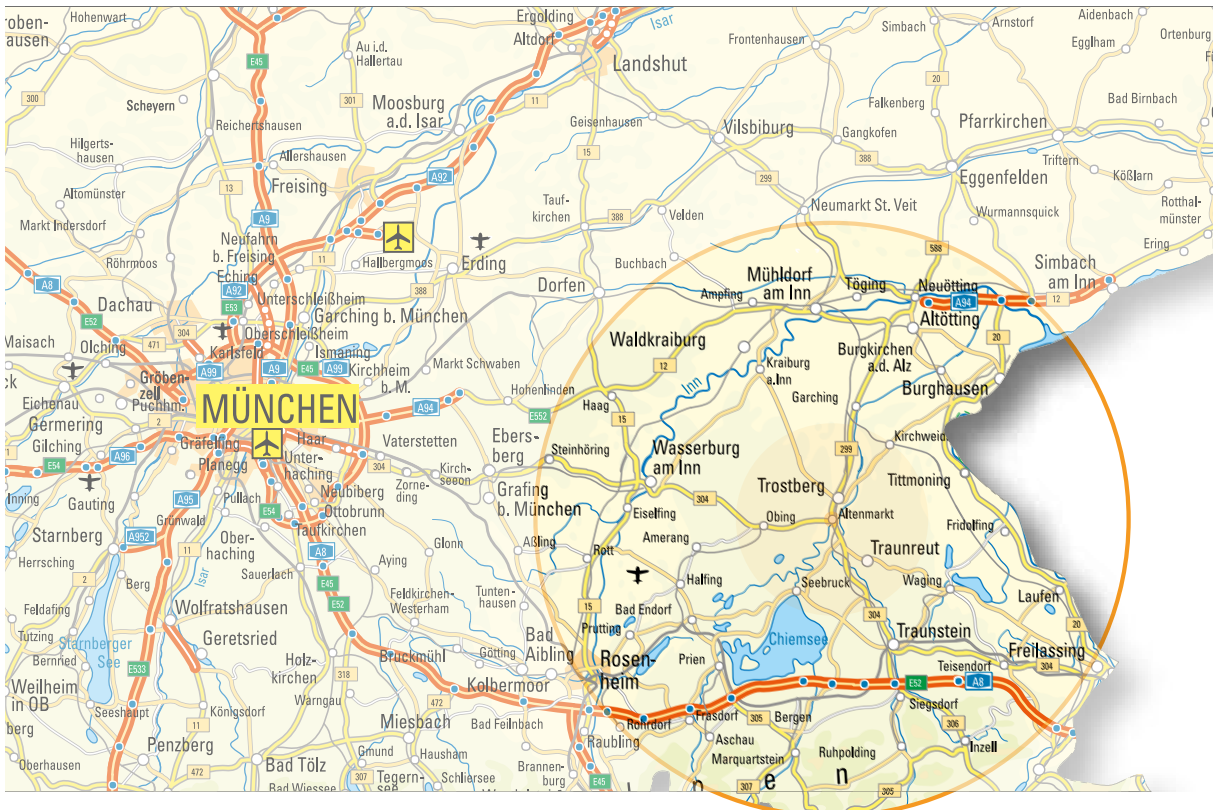 roben-
ausen
Hohenwart
Ergolding
Altdorf
Isar
Landshut
Frontenhausen
Simbach
Arnstorf
Aidenbach
Egglham
Ortenburg
E45
Au i.d.
Hallertau
300
Scheyern
301
Moosburg
a.d. Isar
11
Geisenhausen
Vilsbiburg
Gangkofen
20
Falkenberg
Bad Birnbach
Pfarrkirchen
Reichertshausen
Hilgerts-
hausen
Allershausen
13
Freising
A92
15
388
299
Eggenfelden
Triftern
Kößlarn
Altomünster
Markt Indersdorf
A9
Tauf-
kirchen
388
Velden
Neumarkt St. Veit
Wurmannsquick
Rotthal-
münster
Röhrmoos
Neufahrn
b. Freising
Eching
11
Hallbergmoos
Erding
Buchbach
588
Ering
Simbach
am Inn
A8
A92
E53
Unterschleißheim
388
Dorfen
Mühldorf
am Inn
Ampfing
Töging
Neuötting
A94
12
Dachau
Garching b. München
Altötting
E52
304
Oberschleißheim
Maisach
Olching
471
Karlsfeld
Ismaning
Waldkraiburg
Burgkirchen
a.d. Alz
20
A99
E45
A99
Kirchheim
b. M.
Markt Schwaben
12
Inn
Kraiburg
a.Inn
Gröben-
zell
Puchhm.
Hohenlinden
Garching
Burghausen
ck
Eichenau
MÜNCHEN
A94
E552
Haag
Germering
2
15
Gilching
Gräfelfing
Haar
Vaterstetten
Ebers-
berg
Steinhöring
Wasserburg
am Inn
299
Kirchweid.
E54
A96
Planegg
Unter-
haching
304
Kirch-
seeon
Tittmoning
Inning
Gauting
A95
Zorne-
ding
Grafing
b. München
304
Trostberg
Pullach
Neubiberg
Ottobrunn
Eiselfing
Obing
Altenmarkt
Grünwald
E54
Taufkirchen
Fridolfing
Starnberg
A952
11
Ober-
haching
A8
Glonn
Aßling
Amerang
Traunreut
Herrsching
Aying
Rott
2
Berg
Isar
Sauerlach
E45
Halfing
Seebruck
Waging
Feldafing
Wolfratshausen
E52
Feldkirchen-
Westerham
Tunten-
hausen
15
Bad Endorf
304
Laufen
Tutzing
Starnberger
See
Geretsried
Bad
Aibling
Prutting
Chiemsee
Traunstein
20
Bernried
E533
Holz-
kirchen
Bruckmühl
Götting
Rosen-
heim
Prien
Teisendorf
Freilassing
304
Weilheim
in OB
318
Kolbermoor
E52
A8
Seeshaupt
Königsdorf
Warngau
472
Siegsdorf
berg
11
Miesbach
Bad Feilnbach
Rohrdorf
Frasdorf
305
Bergen
306
Penzberg
Raubling
Aschau
Inzell
Oberhausen
472
Bad Tölz
Gmund
Hausham
Marquartstein
Ruhpolding
Brannen-
burg
E45
Bad Wiessee
307
Tegern-
see
Schliersee
307
305
e
n